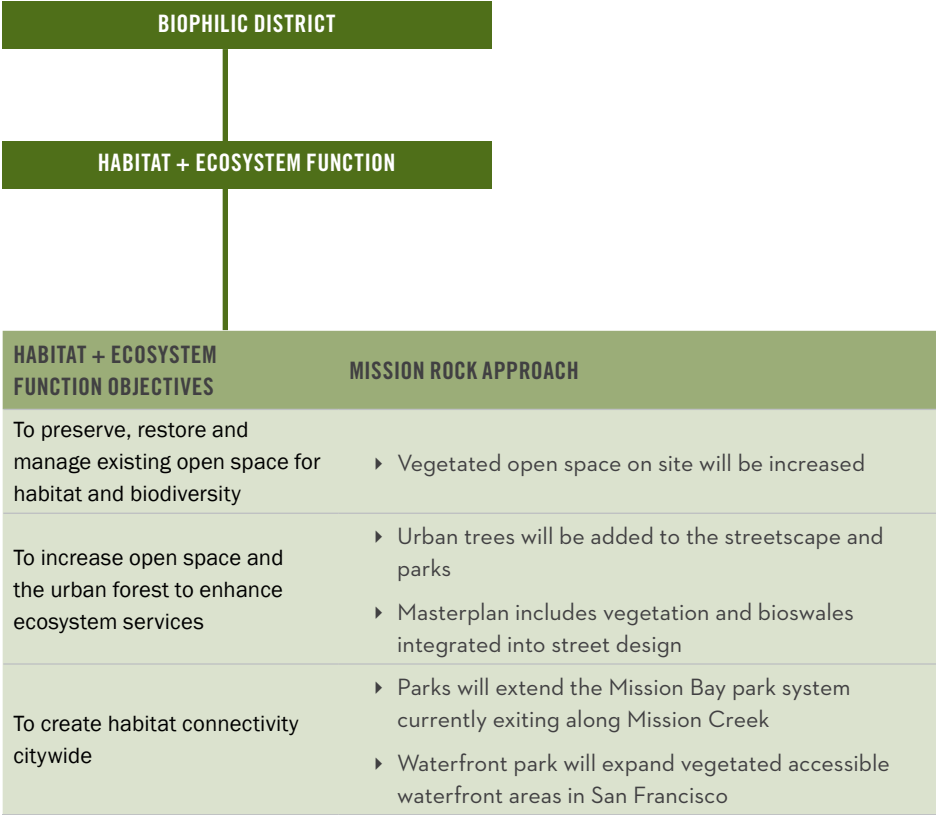 BIOPHILIC DISTRICT
HABITAT + ECOSYSTEM FUNCTION
HABITAT + ECOSYSTEM
FUNCTION OBJECTIVES
MISSION ROCK APPROACH
To preserve, restore and
manage existing open space for
habitat and biodiversity
‣ Vegetated open space on site will be increased
To increase open space and
the urban forest to enhance
ecosystem services
‣ Urban trees will be added to the streetscape and
parks
‣ Masterplan includes vegetation and bioswales
integrated into street design
To create habitat connectivity
citywide
‣ Parks will extend the Mission Bay park system
currently exiting along Mission Creek
‣ Waterfront park will expand vegetated accessible
waterfront areas in San Francisco